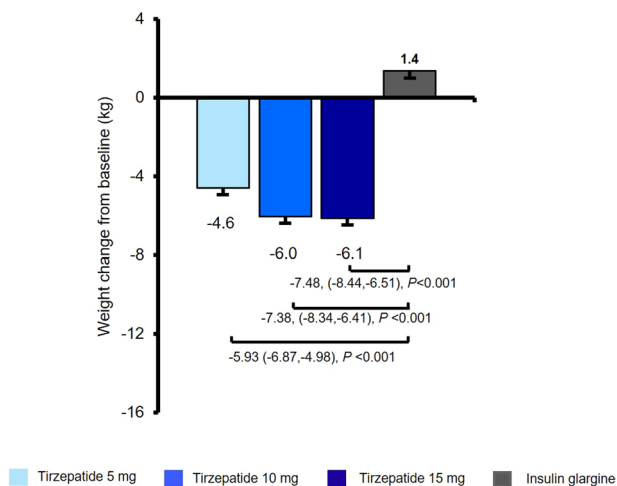 4
1.4
0
Weight change from baseline (kg)
-4
-4.6
-6.0
-6.1
-8
-7.48, (-8.44,-6.51), P<0.001
-7.38, (-8.34,-6.41), P <0.001
-12
-5.93 (-6.87,-4.98), P <0.001
-16
Tirzepatide 5 mg
Tirzepatide 10 mg
Tirzepatide 15 mg
Insulin glargine